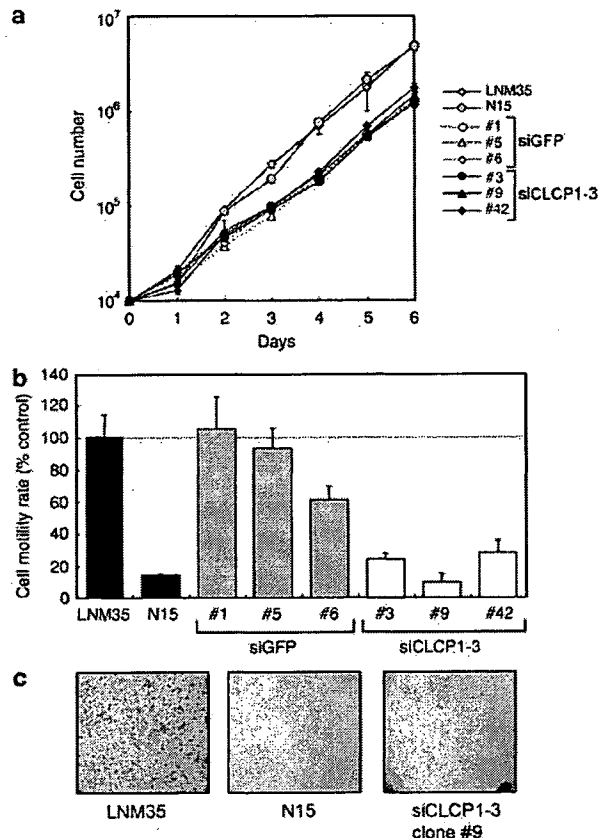 a
10^7
10^6
10^5
10^4
Cell number
0 1 2 3 4 5 6
Days
LNM35
N15
#1
#5
#6
siGFP
#3
#9
#42
siCLCP1-3
b
140
120
100
80
60
40
20
0
Cell motility rate (% control)
LNM35 N15 #1 #5 #6 #3 #9 #42
siGFP siCLCP1-3
c
LNM35 N15 siCLCP1-3
clone #9